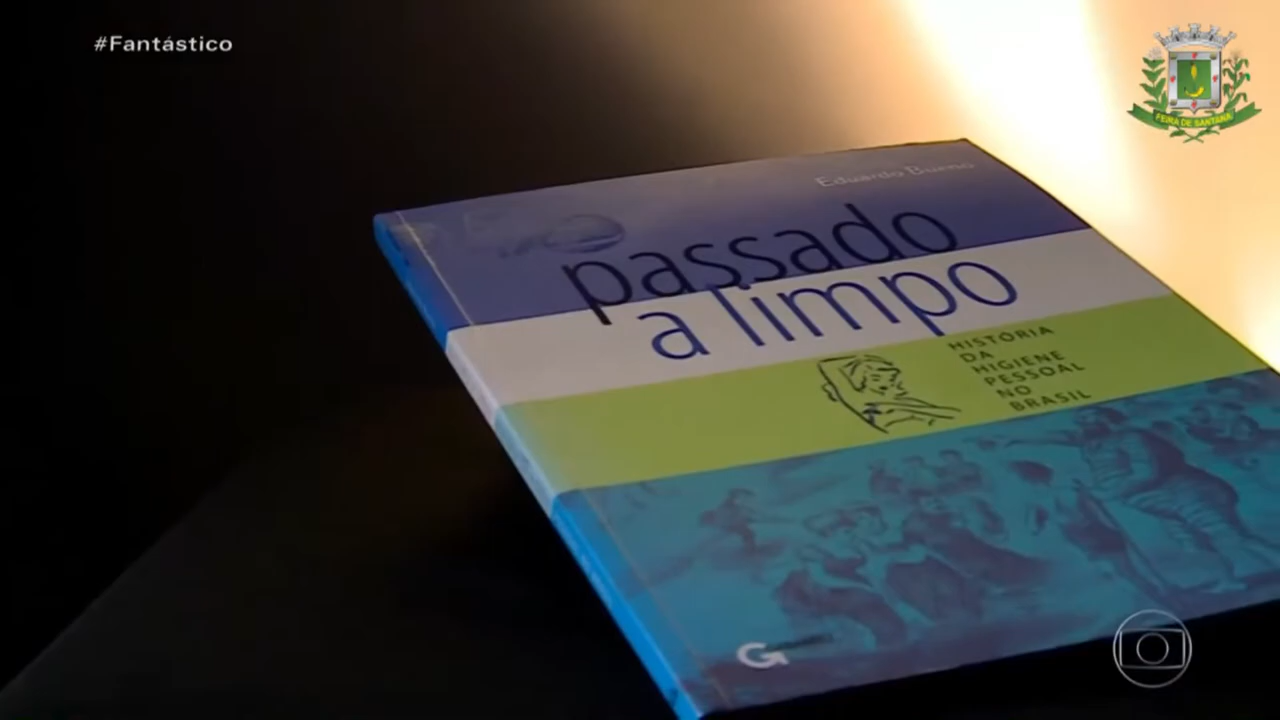 #Fantástico
FEIRA DE SANTANA
Eduardo Bueno
passado
a limpo
HISTÓRIA
DA
HIGIENE
PESSOAL
NO
BRASIL
G